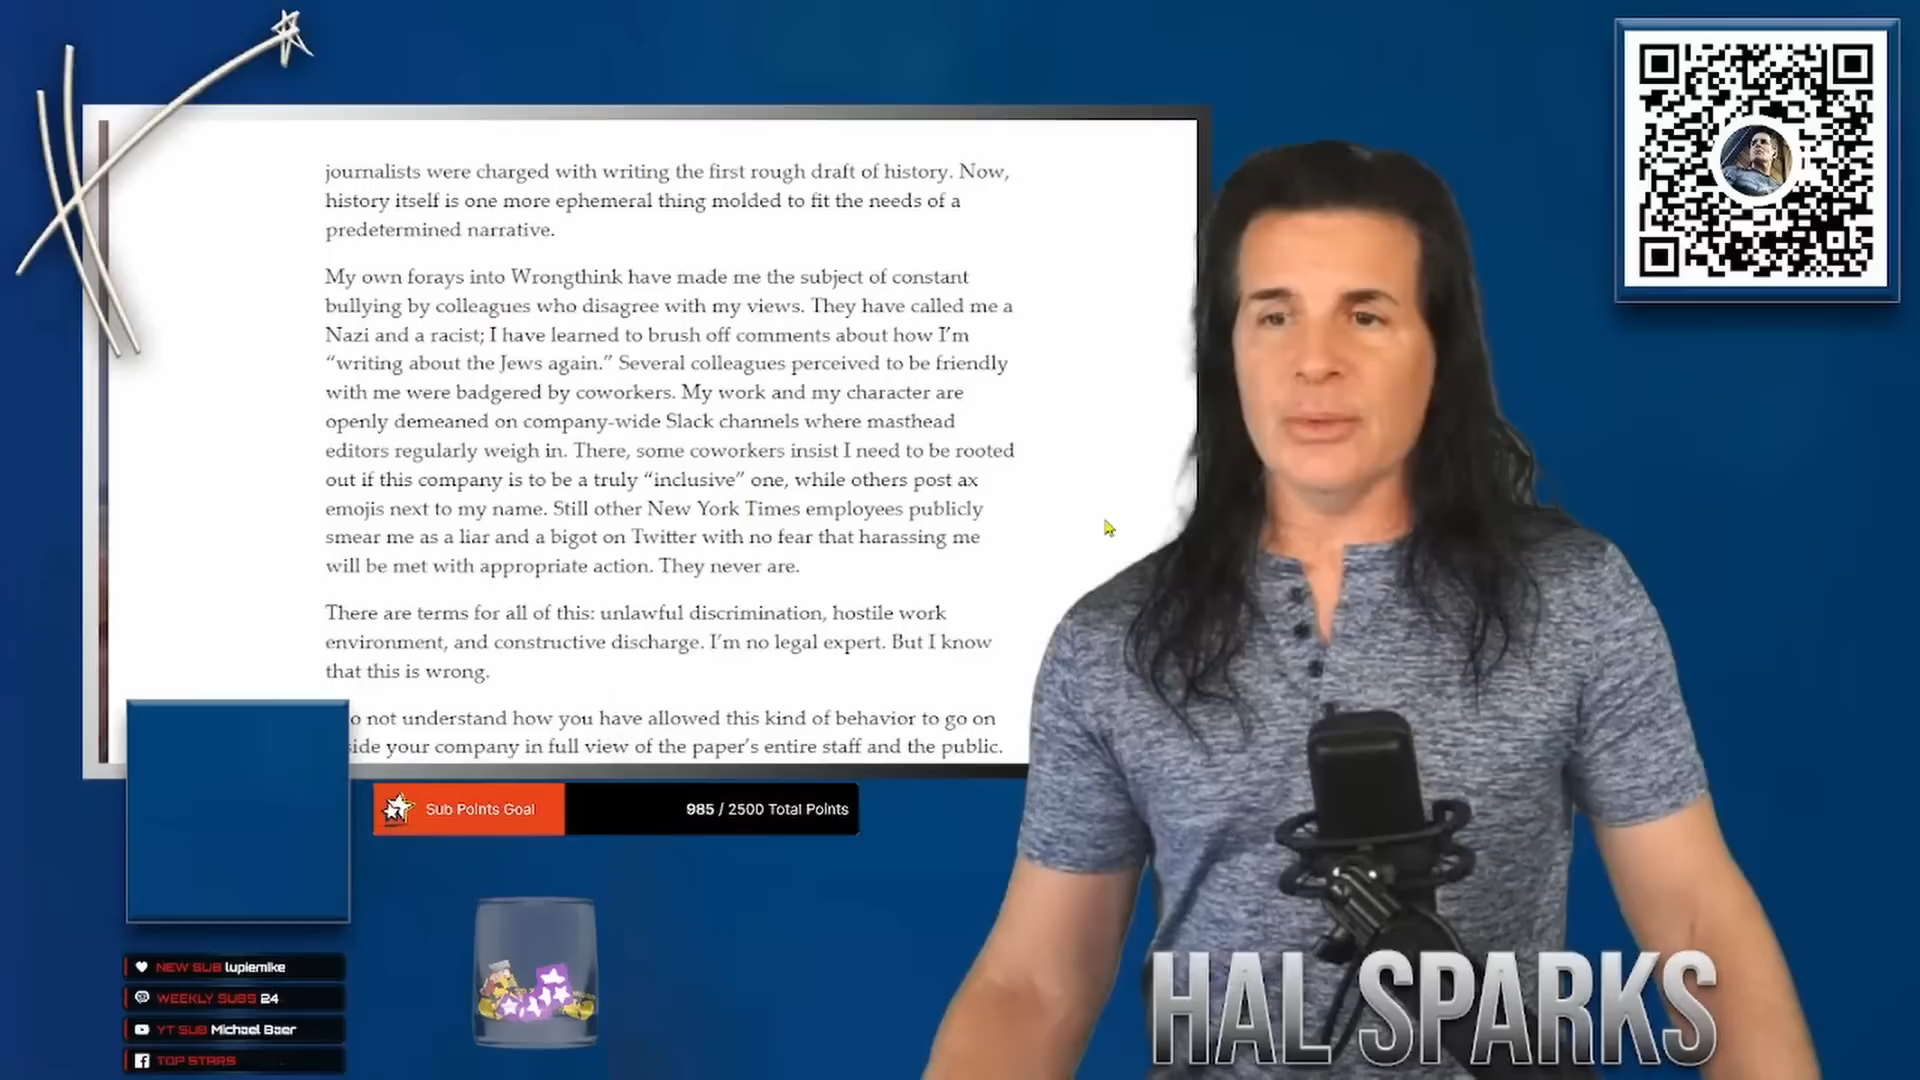 journalists were charged with writing the first rough draft of history. Now,
history itself is one more ephemeral thing molded to fit the needs of a
predetermined narrative.
My own forays into Wrongthink have made me the subject of constant
bullying by colleagues who disagree with my views. They have called me a
Nazi and a racist; I have learned to brush off comments about how I’m
“writing about the Jews again.” Several colleagues perceived to be friendly
with me were badgered by coworkers. My work and my character are
openly demeaned on company-wide Slack channels where masthead
editors regularly weigh in. There, some coworkers insist I need to be rooted
out if this company is to be a truly “inclusive” one, while others post ax
emojis next to my name. Still other New York Times employees publicly
smear me as a liar and a bigot on Twitter with no fear that harassing me
will be met with appropriate action. They never are.
There are terms for all of this: unlawful discrimination, hostile work
environment, and constructive discharge. I’m no legal expert. But I know
that this is wrong.
o not understand how you have allowed this kind of behavior to go on
side your company in full view of the paper’s entire staff and the public.
Sub Points Goal 985 / 2500 Total Points
NEW SUB lupiemike
WEEKLY SUBS 24
YT SUB Michael Baer
TOP STARS
HAL SPARKS